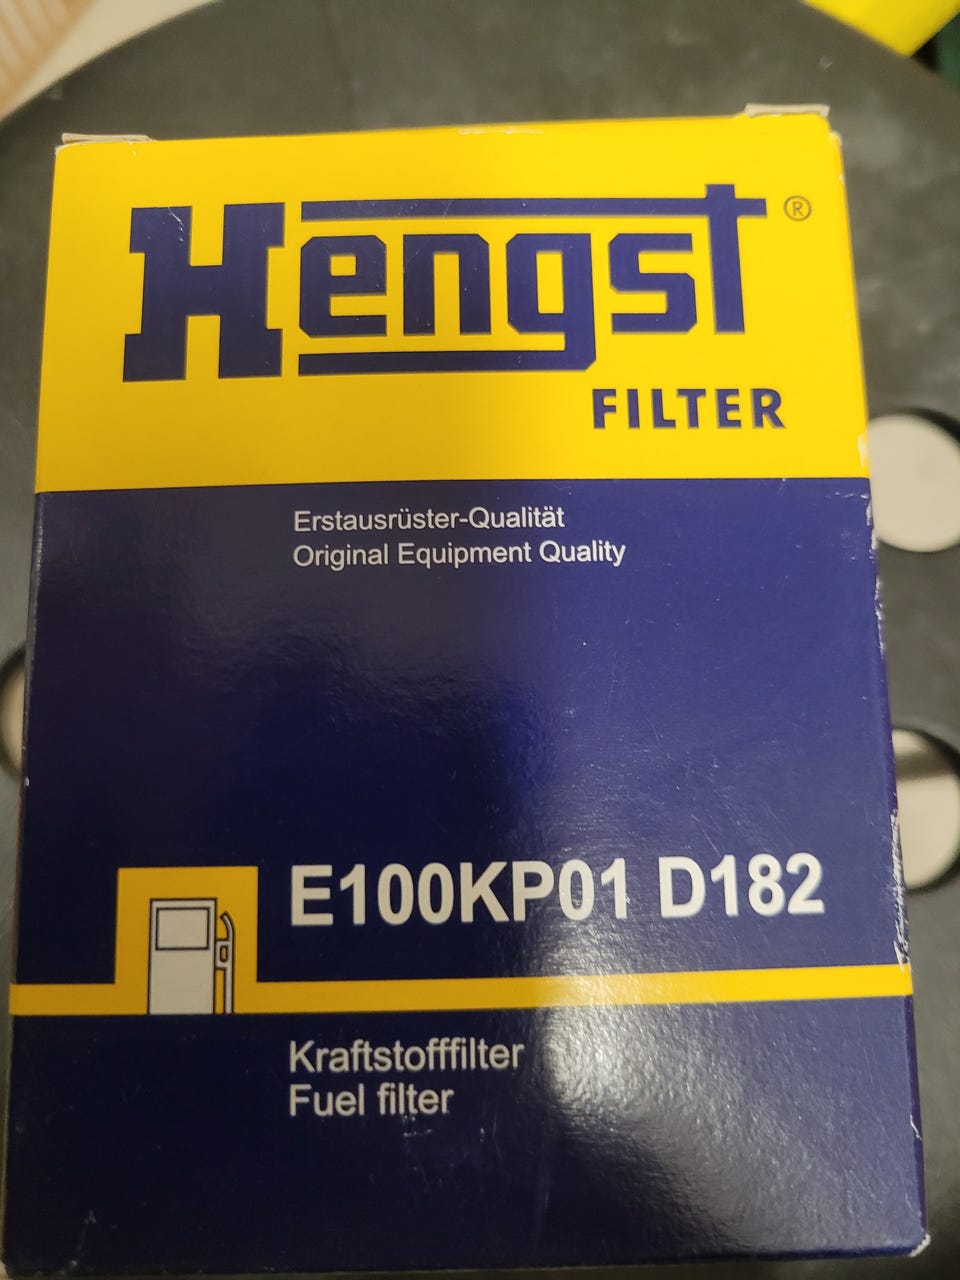 Hengst ®
FILTER
Erstausrüster-Qualität
Original Equipment Quality
E100KP01 D182
Kraftstofffilter
Fuel filter